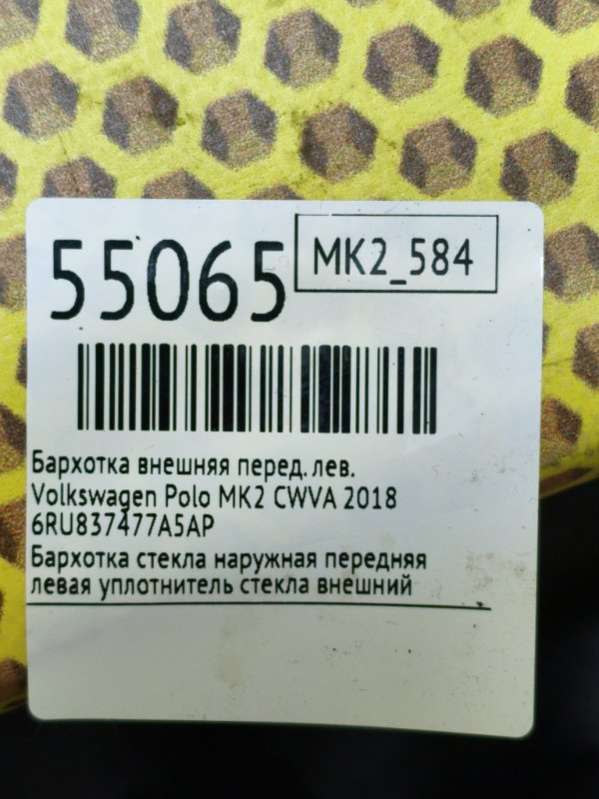 55065
MK2_584
Бархотка внешняя перед. лев.
Volkswagen Polo MK2 CWVA 2018
6RU837477A5AP
Бархотка стекла наружная передняя
левая уплотнитель стекла внешний